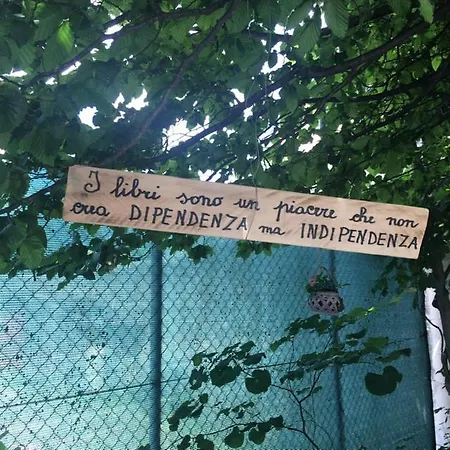 I libri sono un piacere che non
crea DIPENDENZA ma INDIPENDENZA